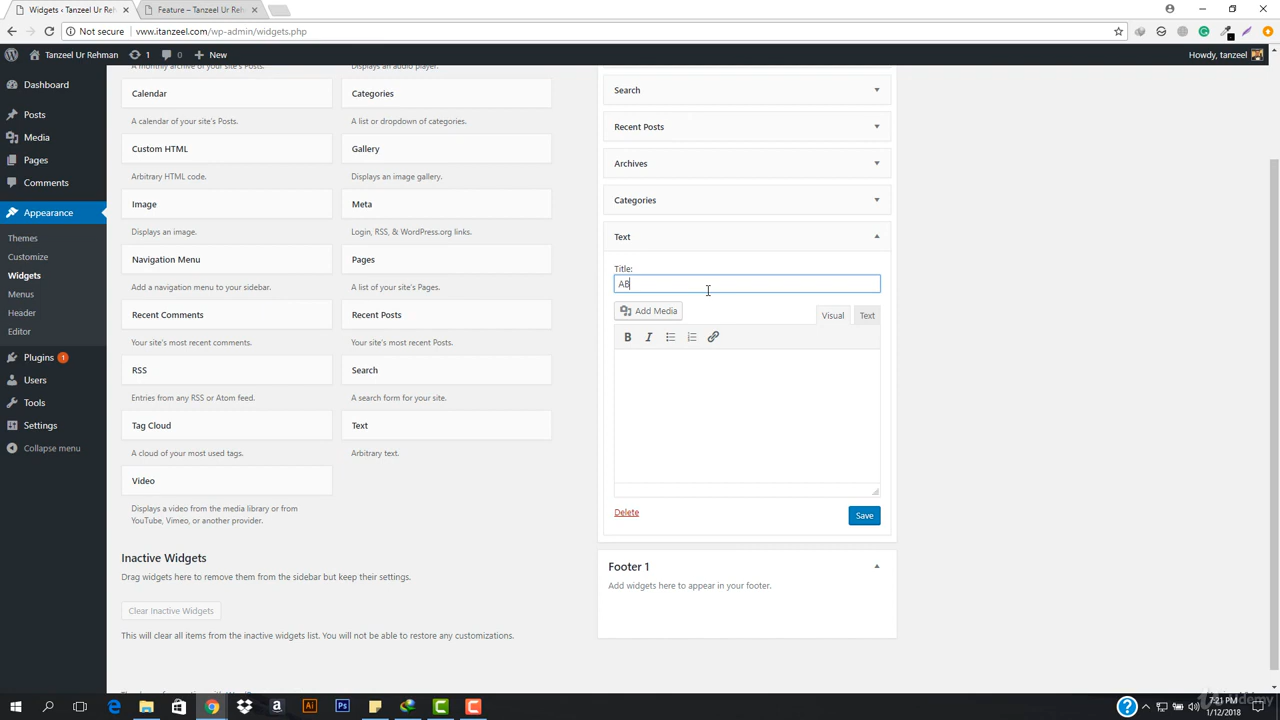 Widgets ‹ Tanzeel Ur Reh
Feature – Tanzeel Ur Reh
Not secure www.itanzeel.com/wp-admin/widgets.php
Tanzeel Ur Rehman 1 0 New
Howdy, tanzeel
Dashboard
Posts
Media
Pages
Comments
Appearance
Themes
Customize
Widgets
Menus
Header
Editor
Plugins 1
Users
Tools
Settings
Collapse menu
A monthly archive of your site's Posts.
Displays an audio player.
Calendar
Categories
A calendar of your site's Posts.
A list or dropdown of categories.
Custom HTML
Gallery
Arbitrary HTML code.
Displays an image gallery.
Image
Meta
Displays an image.
Login, RSS, & WordPress.org links.
Navigation Menu
Pages
Add a navigation menu to your sidebar.
A list of your site's Pages.
Recent Comments
Recent Posts
Your site's most recent comments.
Your site's most recent Posts.
RSS
Search
Entries from any RSS or Atom feed.
A search form for your site.
Tag Cloud
Text
A cloud of your most used tags.
Arbitrary text.
Video
Displays a video from the media library or from
YouTube, Vimeo, or another provider.
Inactive Widgets
Drag widgets here to remove them from the sidebar but keep their settings.
Clear Inactive Widgets
This will clear all items from the inactive widgets list. You will not be able to restore any customizations.
Search
Recent Posts
Archives
Categories
Text
Title:
AB
Add Media
Visual Text
B I
Delete
Save
Footer 1
Add widgets here to appear in your footer.
7:21 PM
1/12/2018